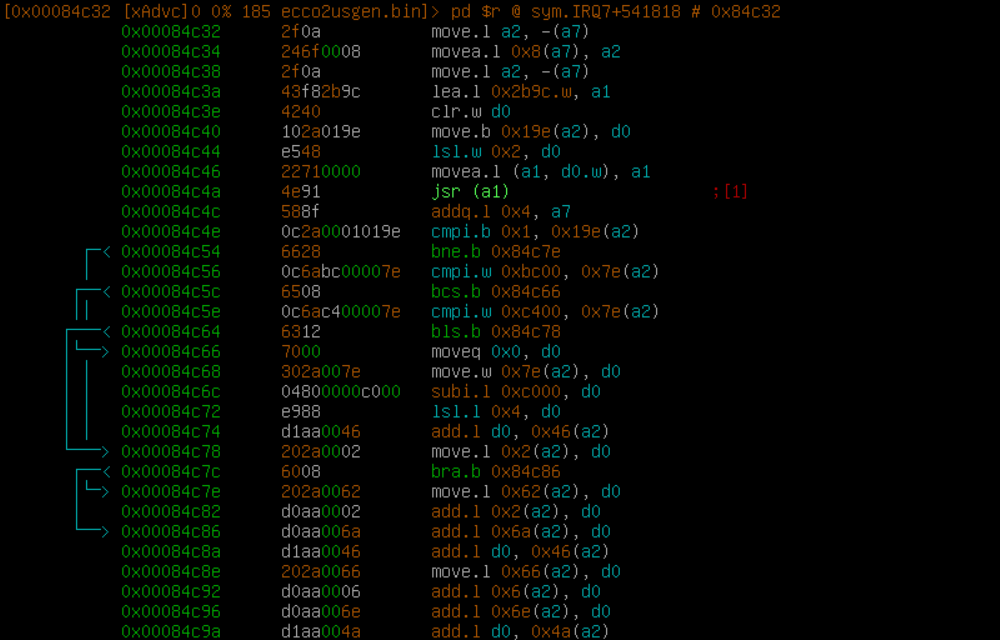 [0x00084c32 [xAdvc]0 0% 185 ecco2usgen.bin]> pd $r @ sym.IRQ7+541818 # 0x84c32
0x00084c32 2f0a move.l a2, -(a7)
0x00084c34 246f0008 movea.l 0x8(a7), a2
0x00084c38 2f0a move.l a2, -(a7)
0x00084c3a 43f82b9c lea.l 0x2b9c.w, a1
0x00084c3e 4240 clr.w d0
0x00084c40 102a019e move.b 0x19e(a2), d0
0x00084c44 e548 lsl.w 0x2, d0
0x00084c46 22710000 movea.l (a1, d0.w), a1
0x00084c4a 4e91 jsr (a1) ;[1]
0x00084c4c 588f addq.l 0x4, a7
0x00084c4e 0c2a0001019e cmpi.b 0x1, 0x19e(a2)
0x00084c54 6628 bne.b 0x84c7e
0x00084c56 0c6abc00007e cmpi.w 0xbc00, 0x7e(a2)
0x00084c5c 6508 bcs.b 0x84c66
0x00084c5e 0c6ac400007e cmpi.w 0xc400, 0x7e(a2)
0x00084c64 6312 bls.b 0x84c78
0x00084c66 7000 moveq 0x0, d0
0x00084c68 302a007e move.w 0x7e(a2), d0
0x00084c6c 04800000c000 subi.l 0xc000, d0
0x00084c72 e988 lsl.l 0x4, d0
0x00084c74 d1aa0046 add.l d0, 0x46(a2)
0x00084c78 202a0002 move.l 0x2(a2), d0
0x00084c7c 6008 bra.b 0x84c86
0x00084c7e 202a0062 move.l 0x62(a2), d0
0x00084c82 d0aa0002 add.l 0x2(a2), d0
0x00084c86 d0aa006a add.l 0x6a(a2), d0
0x00084c8a d1aa0046 add.l d0, 0x46(a2)
0x00084c8e 202a0066 move.l 0x66(a2), d0
0x00084c92 d0aa0006 add.l 0x6(a2), d0
0x00084c96 d0aa006e add.l 0x6e(a2), d0
0x00084c9a d1aa004a add.l d0, 0x4a(a2)